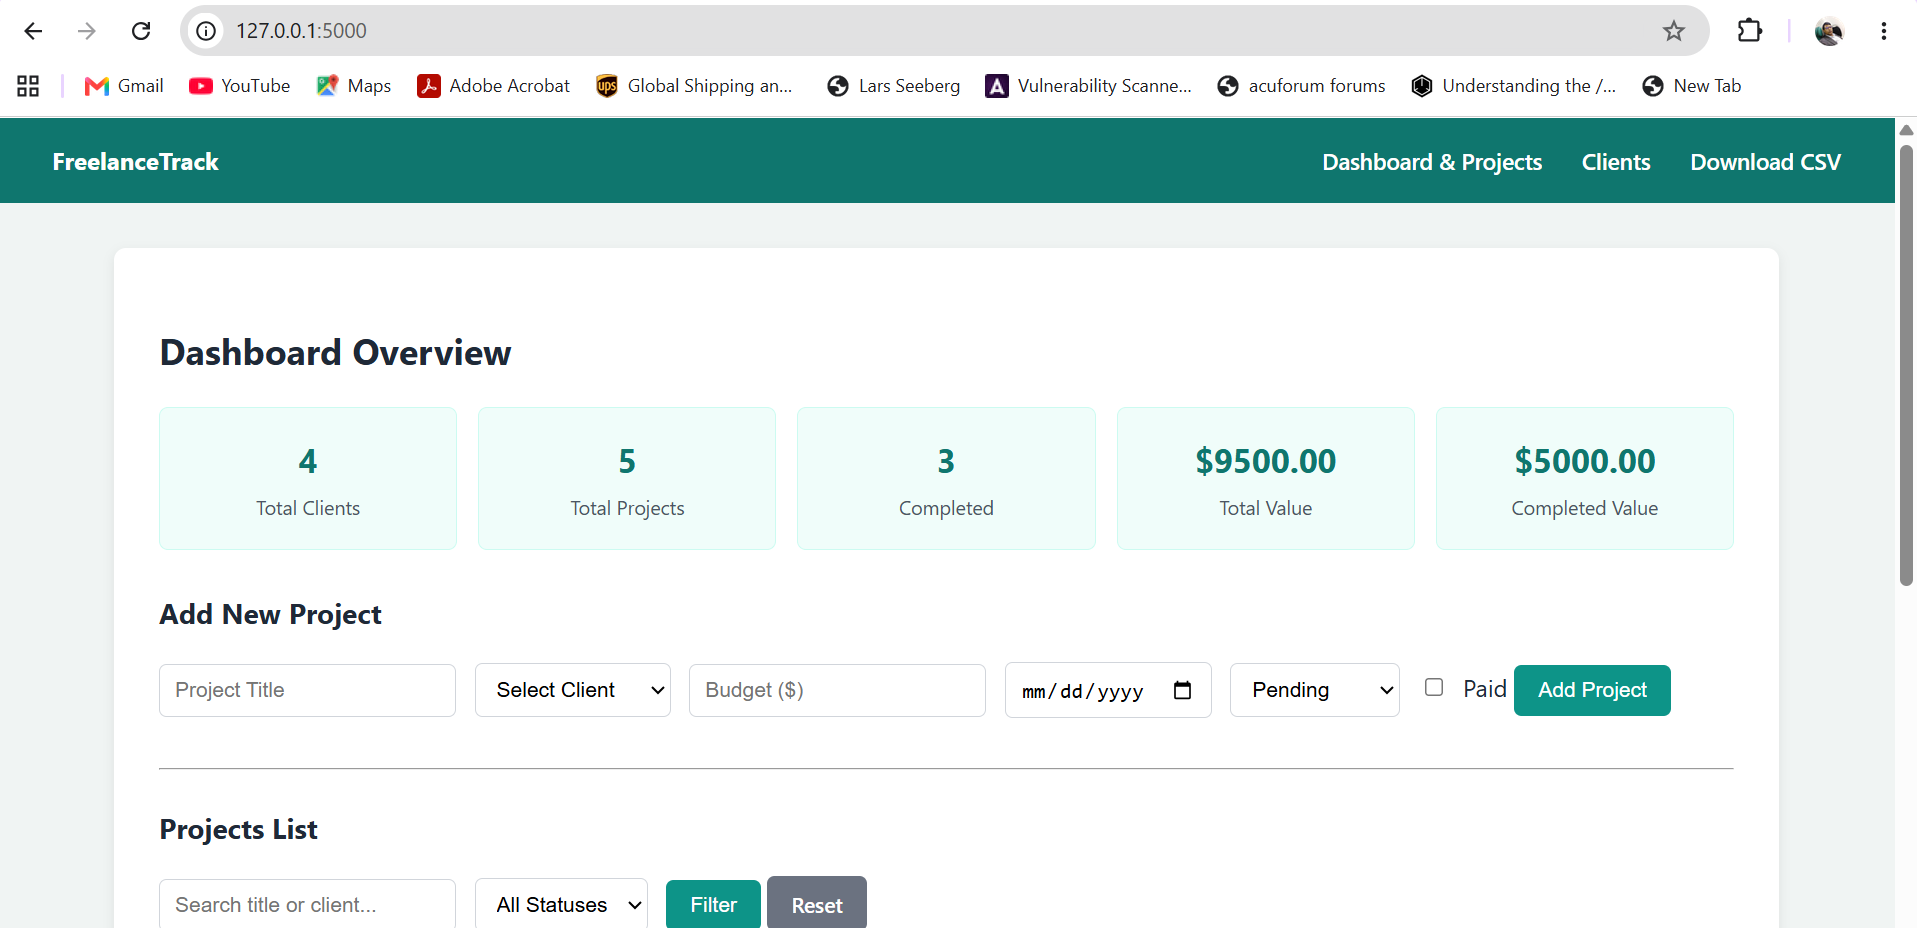 127.0.0.1:5000
Gmail YouTube Maps Adobe Acrobat Global Shipping an... Lars Seeberg Vulnerability Scanne... acuforum forums Understanding the /... New Tab
FreelanceTrack Dashboard & Projects Clients Download CSV
Dashboard Overview
4 5 3 $9500.00 $5000.00
Total Clients Total Projects Completed Total Value Completed Value
Add New Project
Project Title Select Client Budget ($) mm/dd/yyyy Pending Paid Add Project
Projects List
Search title or client... All Statuses Filter Reset